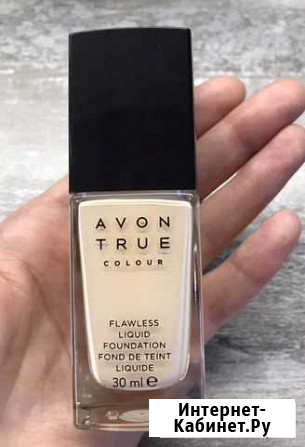 AVON
TRUE
COLOUR
FLAWLESS
LIQUID
FOUNDATION
FOND DE TEINT
LIQUIDE
30 ml ℮
Интернет-
Кабинет.Ру